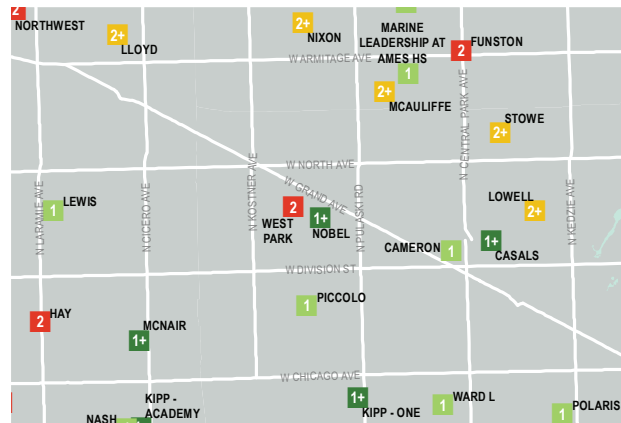 2
NORTHWEST
2+
LLOYD
2+
NIXON
MARINE
LEADERSHIP AT
AMES HS
1
2
FUNSTON
W ARMITAGE AVE
2+
MCAULIFFE
N CENTRAL PARK AVE
2+
STOWE
W NORTH AVE
W GRAND AVE
N LARAMIE AVE
1
LEWIS
N CICERO AVE
N KOSTNER AVE
2
WEST
PARK
1+
NOBEL
N PULASKI RD
LOWELL
2+
N KEDZIE AVE
CAMERON
1
1+
CASALS
W DIVISION ST
1
PICCOLO
2
HAY
1+
MCNAIR
W CHICAGO AVE
KIPP -
ACADEMY
NASH
1+
KIPP - ONE
1
WARD L
1
POLARIS